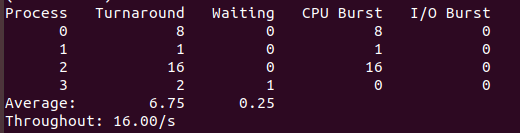 Process Turnaround Waiting CPU Burst I/O Burst
0 8 0 8 0
1 1 0 1 0
2 16 0 16 0
3 2 1 0 0
Average: 6.75 0.25
Throughout: 16.00/s